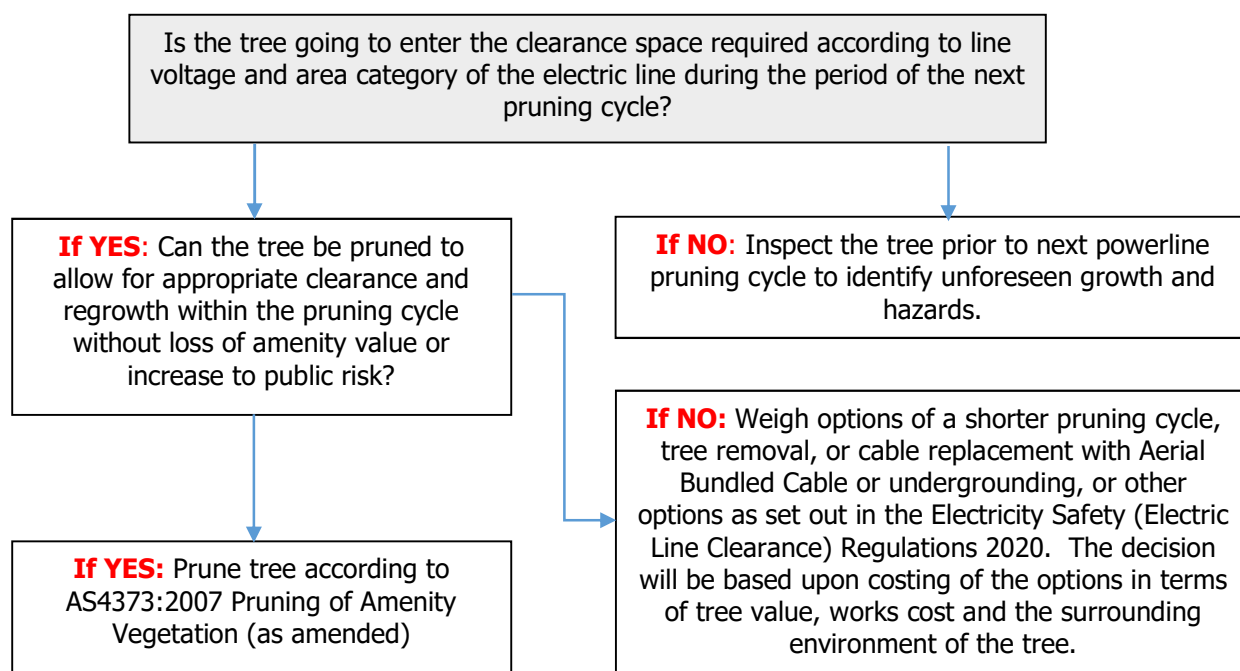 Is the tree going to enter the clearance space required according to line
voltage and area category of the electric line during the period of the next
pruning cycle?
If YES: Can the tree be pruned to
allow for appropriate clearance and
regrowth within the pruning cycle
without loss of amenity value or
increase to public risk?
If NO: Inspect the tree prior to next powerline
pruning cycle to identify unforeseen growth and
hazards.
If YES: Prune tree according to
AS4373:2007 Pruning of Amenity
Vegetation (as amended)
If NO: Weigh options of a shorter pruning cycle,
tree removal, or cable replacement with Aerial
Bundled Cable or undergrounding, or other
options as set out in the Electricity Safety (Electric
Line Clearance) Regulations 2020. The decision
will be based upon costing of the options in terms
of tree value, works cost and the surrounding
environment of the tree.